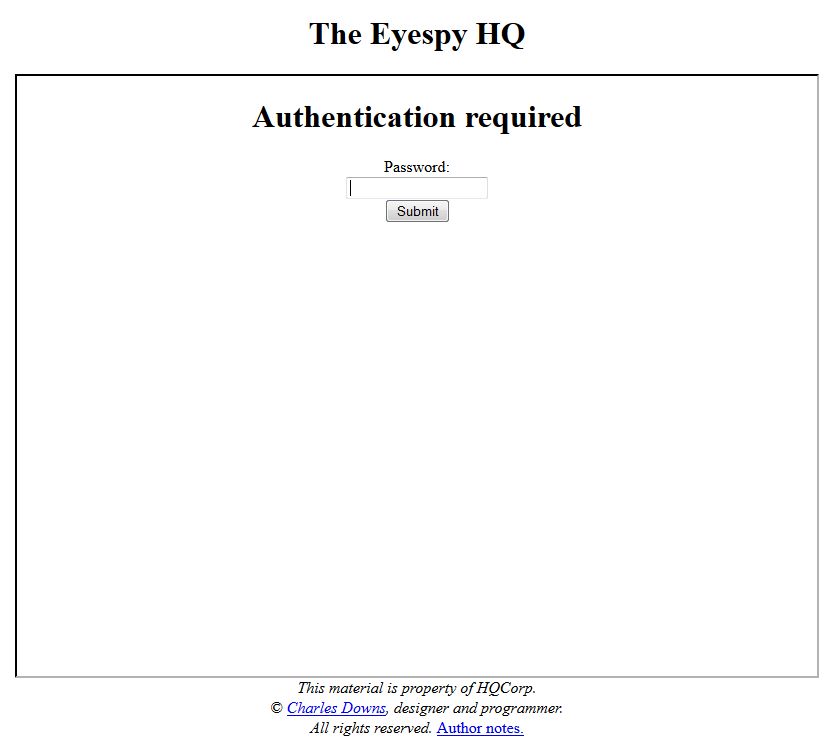 The Eyespy HQ
Authentication required
Password:
Submit
This material is property of HQCorp.
© Charles Downs, designer and programmer.
All rights reserved. Author notes.